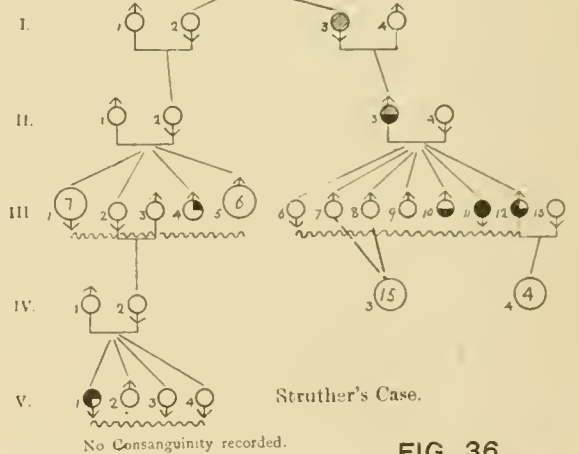 I. 1 2 3 4
II. 1 2 3 4
III 1 7 2 3 4 5 6 6 7 8 9 10 11 12 13
IV. 1 2 3 15 4 4
V. 1 2 3 4 Struther's Case.
No Consanguinity recorded.
FIG. 36